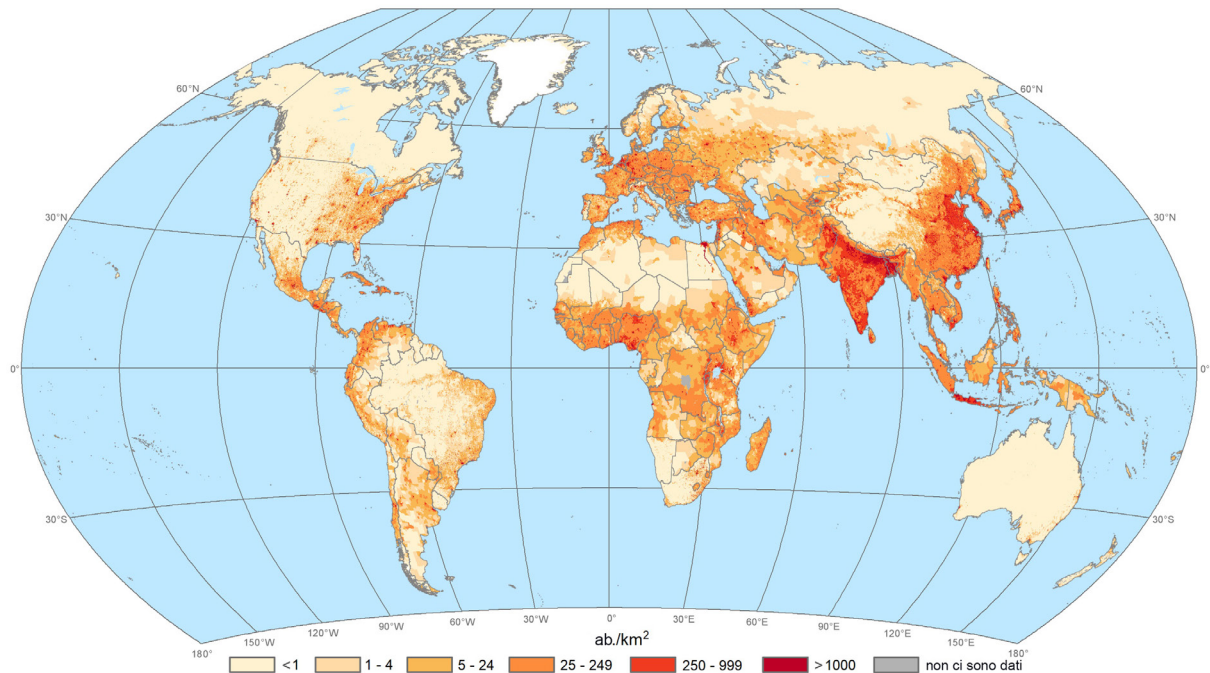 60°N
60°N
30°N
30°N
0°
0°
30°S
30°S
180°
150°W
120°W
90°W
60°W
30°W
0°
30°E
60°E
90°E
120°E
150°E
180°
ab./km²
<1
1 - 4
5 - 24
25 - 249
250 - 999
>1000
non ci sono dati